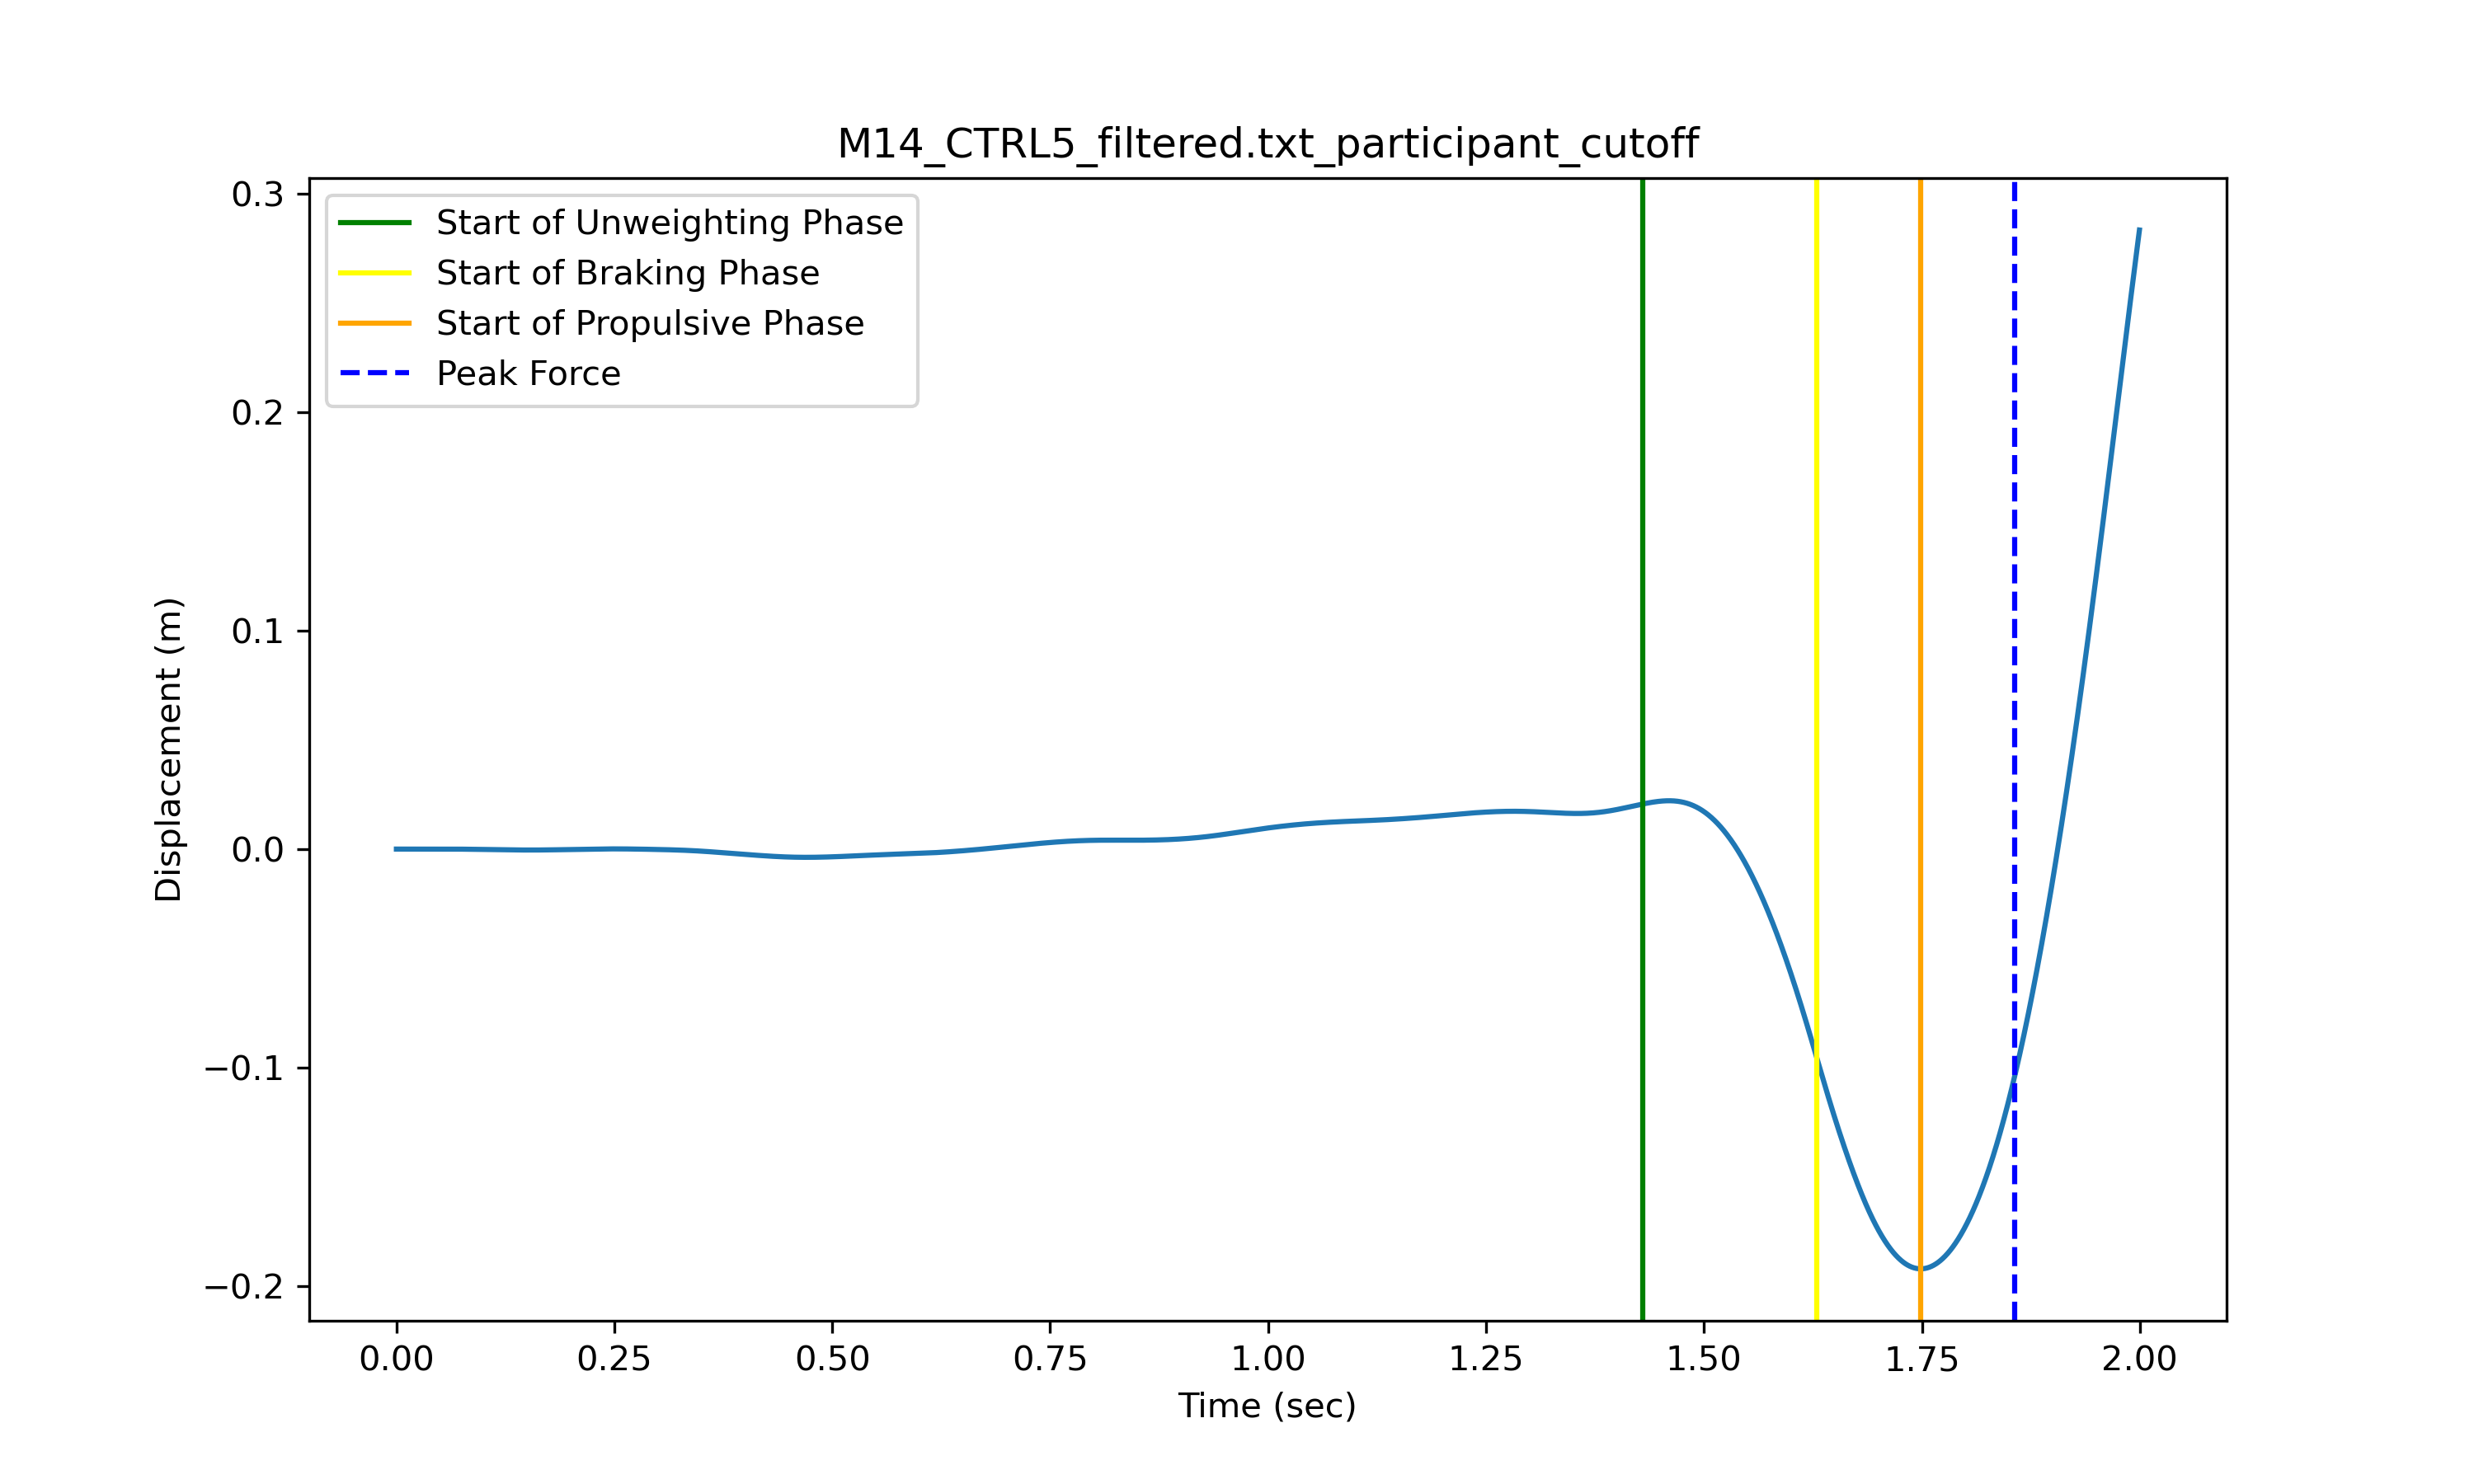 M14_CTRL5_filtered.txt_participant_cutoff
0.3
0.2
0.1
0.0
−0.1
−0.2
Displacement (m)
Start of Unweighting Phase
Start of Braking Phase
Start of Propulsive Phase
Peak Force
0.00 0.25 0.50 0.75 1.00 1.25 1.50 1.75 2.00
Time (sec)